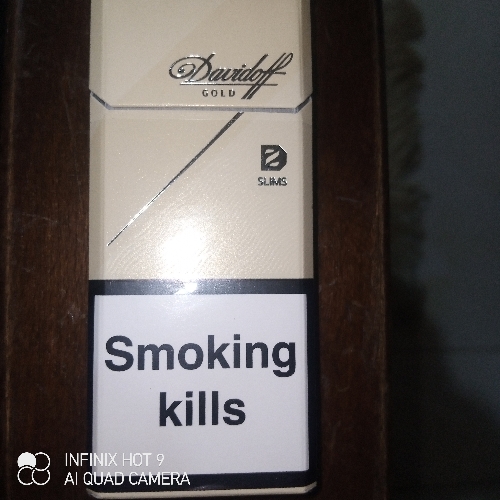 Davidoff
GOLD
SLIMS
Smoking
kills
INFINIX HOT 9
AI QUAD CAMERA